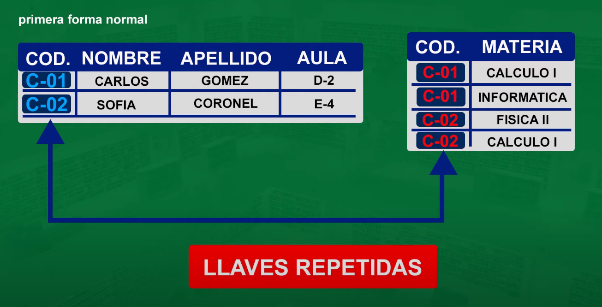 primera forma normal
COD. NOMBRE APELLIDO AULA
C-01 CARLOS GOMEZ D-2
C-02 SOFIA CORONEL E-4
COD. MATERIA
C-01 CALCULO I
C-01 INFORMATICA
C-02 FISICA II
C-02 CALCULO I
LLAVES REPETIDAS